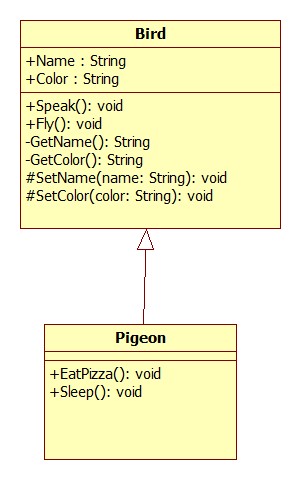 Bird
+Name : String
+Color : String
+Speak(): void
+Fly(): void
-GetName(): String
-GetColor(): String
#SetName(name: String): void
#SetColor(color: String): void
Pigeon
+EatPizza(): void
+Sleep(): void